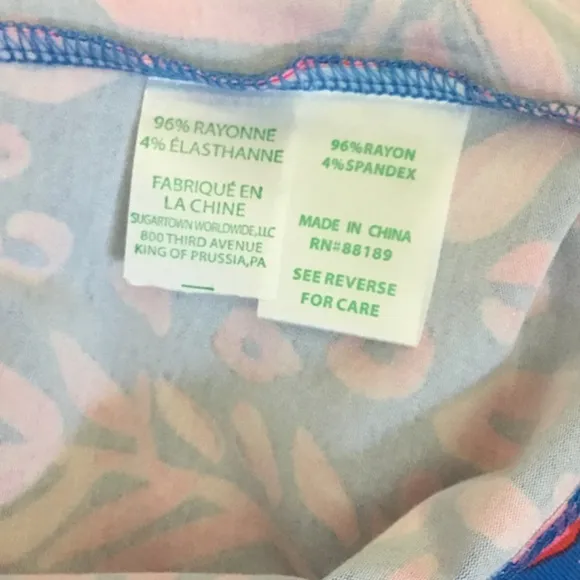 96% RAYONNE
4% ÉLASTHANNE
FABRIQUÉ EN
LA CHINE
SUGARTOWN WORLDWIDE,LLC
800 THIRD AVENUE
KING OF PRUSSIA,PA
96%RAYON
4%SPANDEX
MADE IN CHINA
RN#88189
SEE REVERSE
FOR CARE